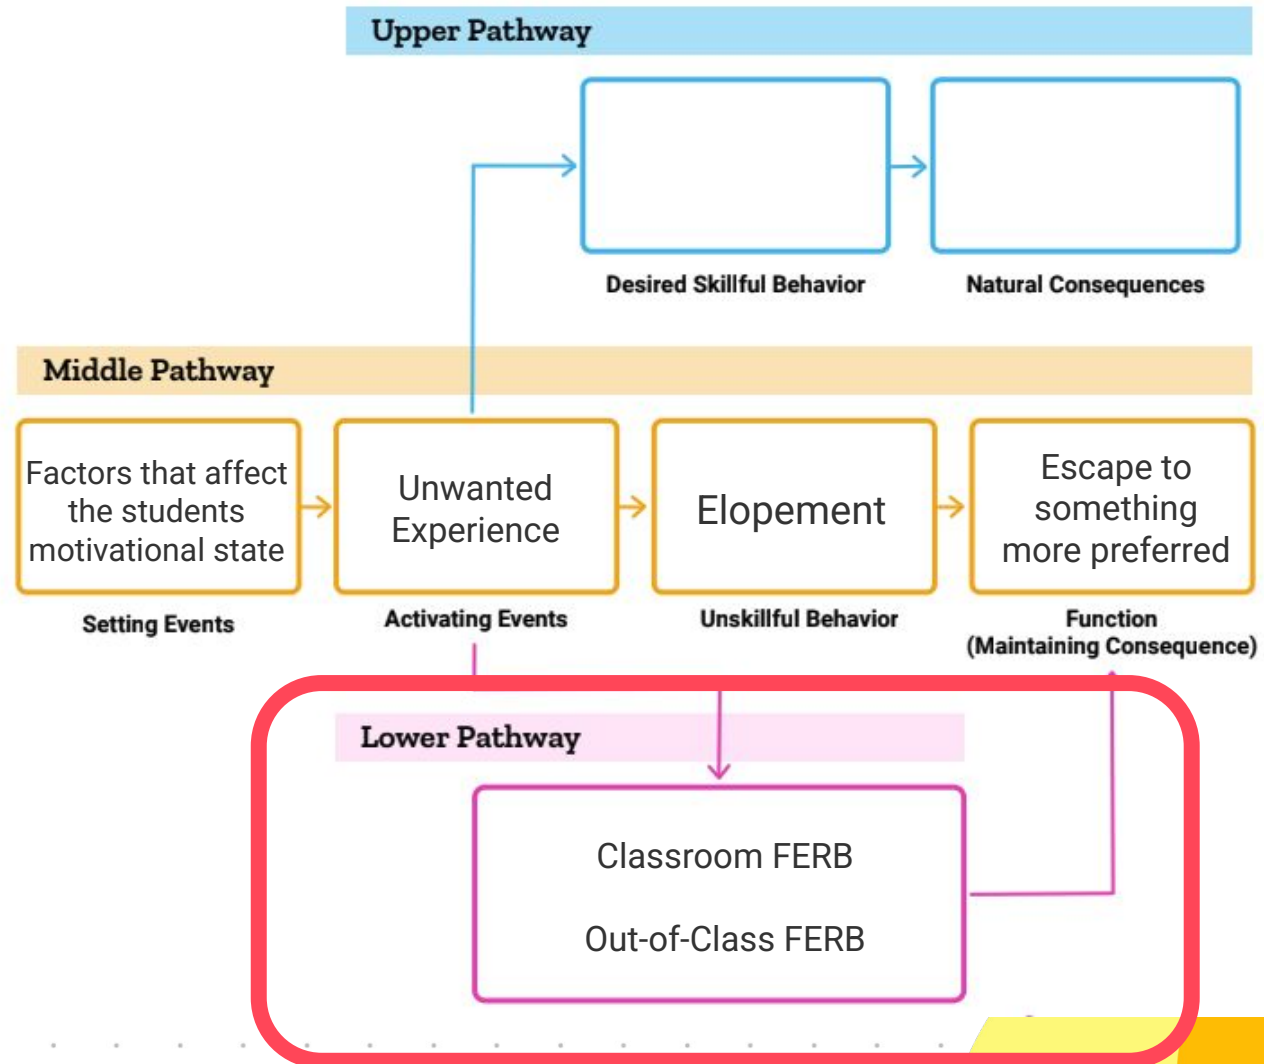 Upper Pathway
Desired Skillful Behavior
Natural Consequences
Middle Pathway
Factors that affect
the students
motivational state
Unwanted
Experience
Elopement
Escape to
something
more preferred
Setting Events
Activating Events
Unskillful Behavior
Function
(Maintaining Consequence)
Lower Pathway
Classroom FERB
Out-of-Class FERB